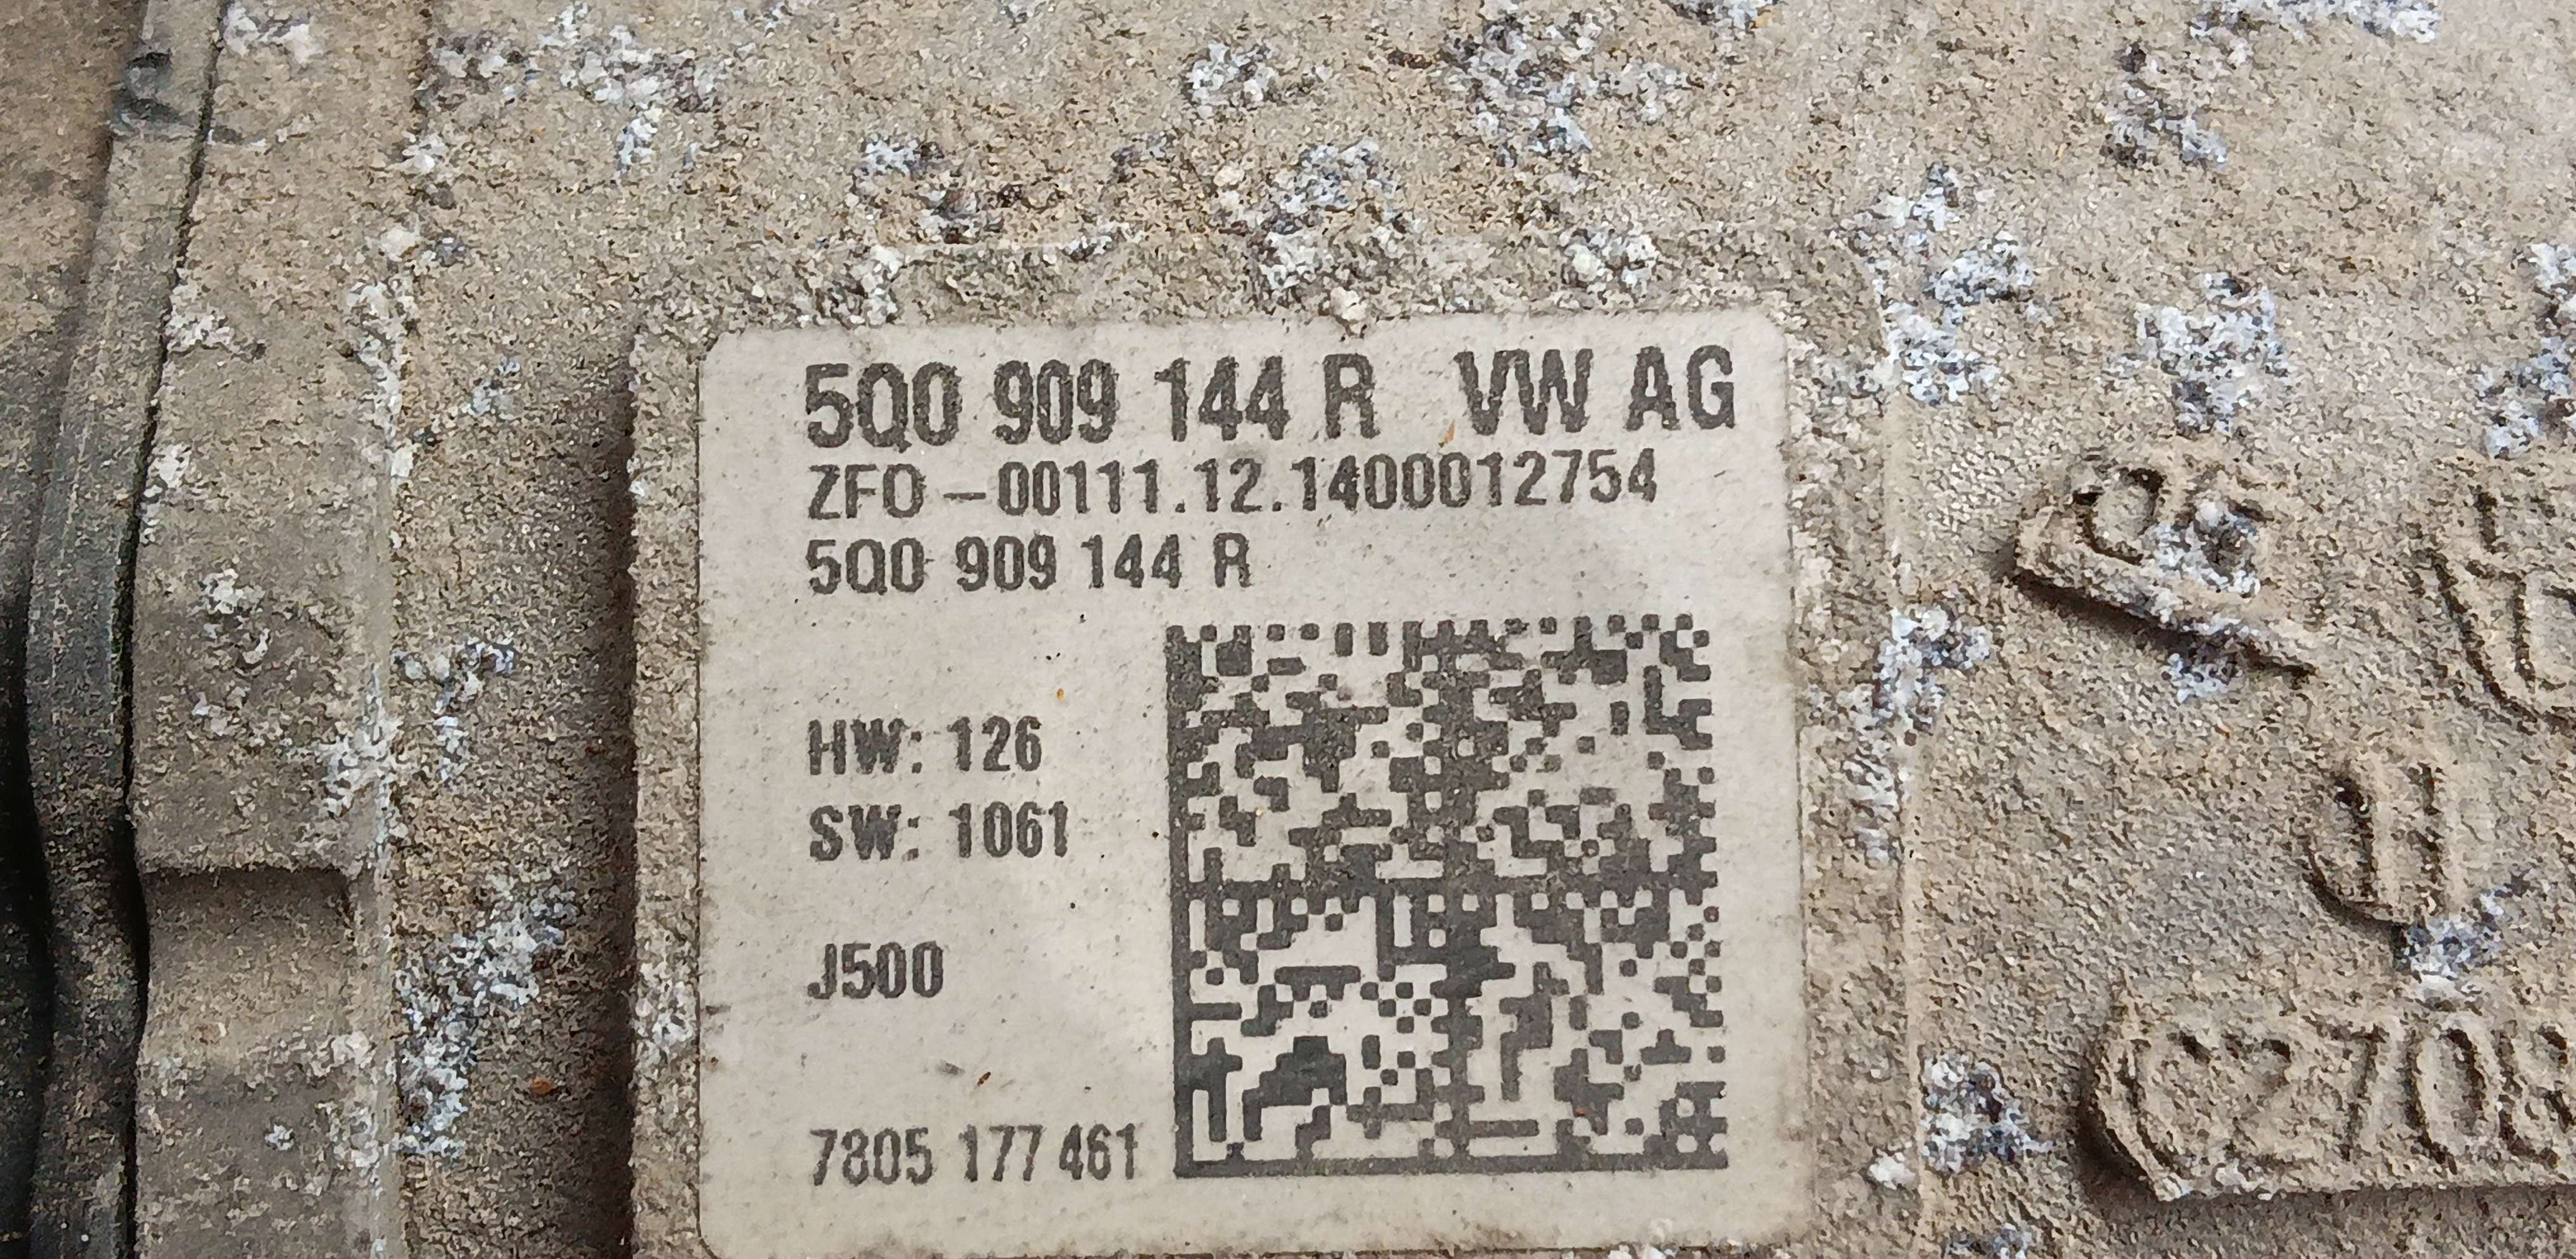 5Q0 909 144 R VW AG
ZFO -00111.12.1400012754
5Q0 909 144 R
HW: 126
SW: 1061
J500
7805 177 461